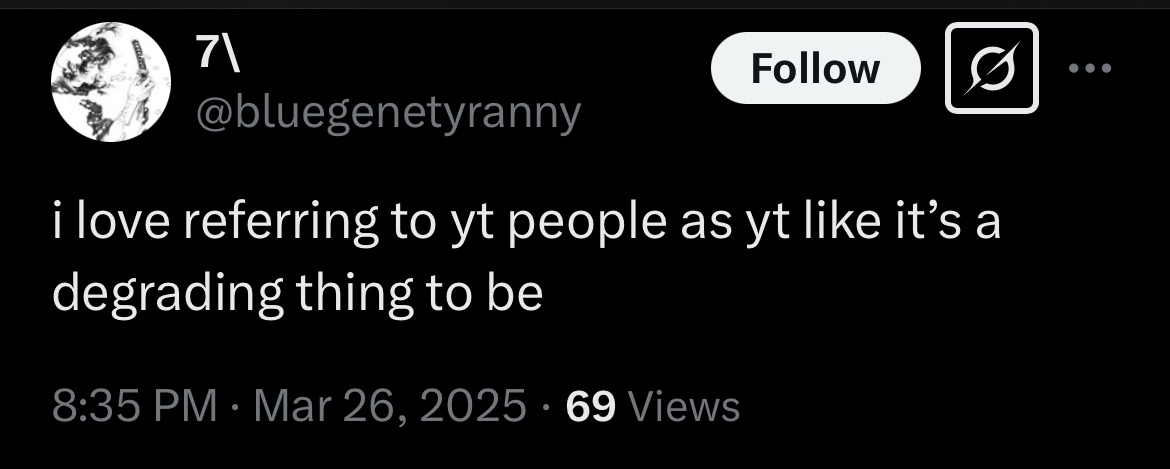 7\
@bluegenetyranny
Follow
i love referring to yt people as yt like it’s a
degrading thing to be
8:35 PM · Mar 26, 2025 · 69 Views